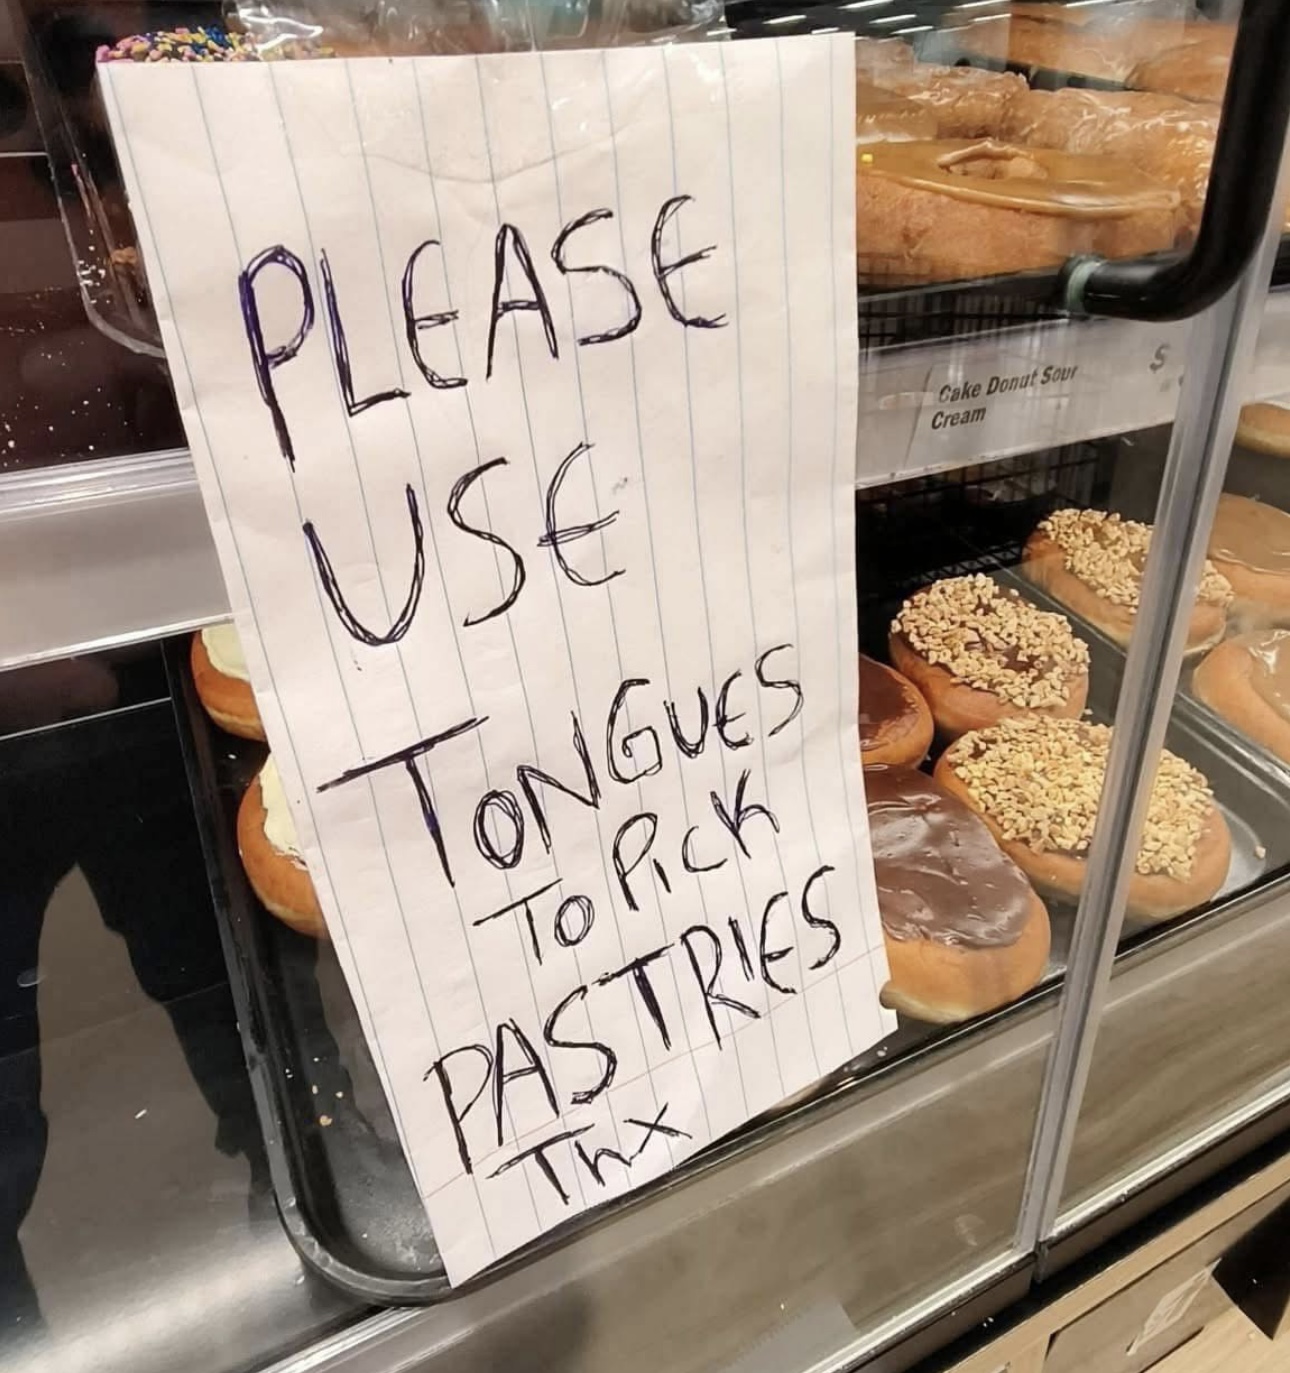 PLEASE
USE
TONGUES
TO PICK
PASTRIES
Thx
Cake Donut Sour
Cream
$